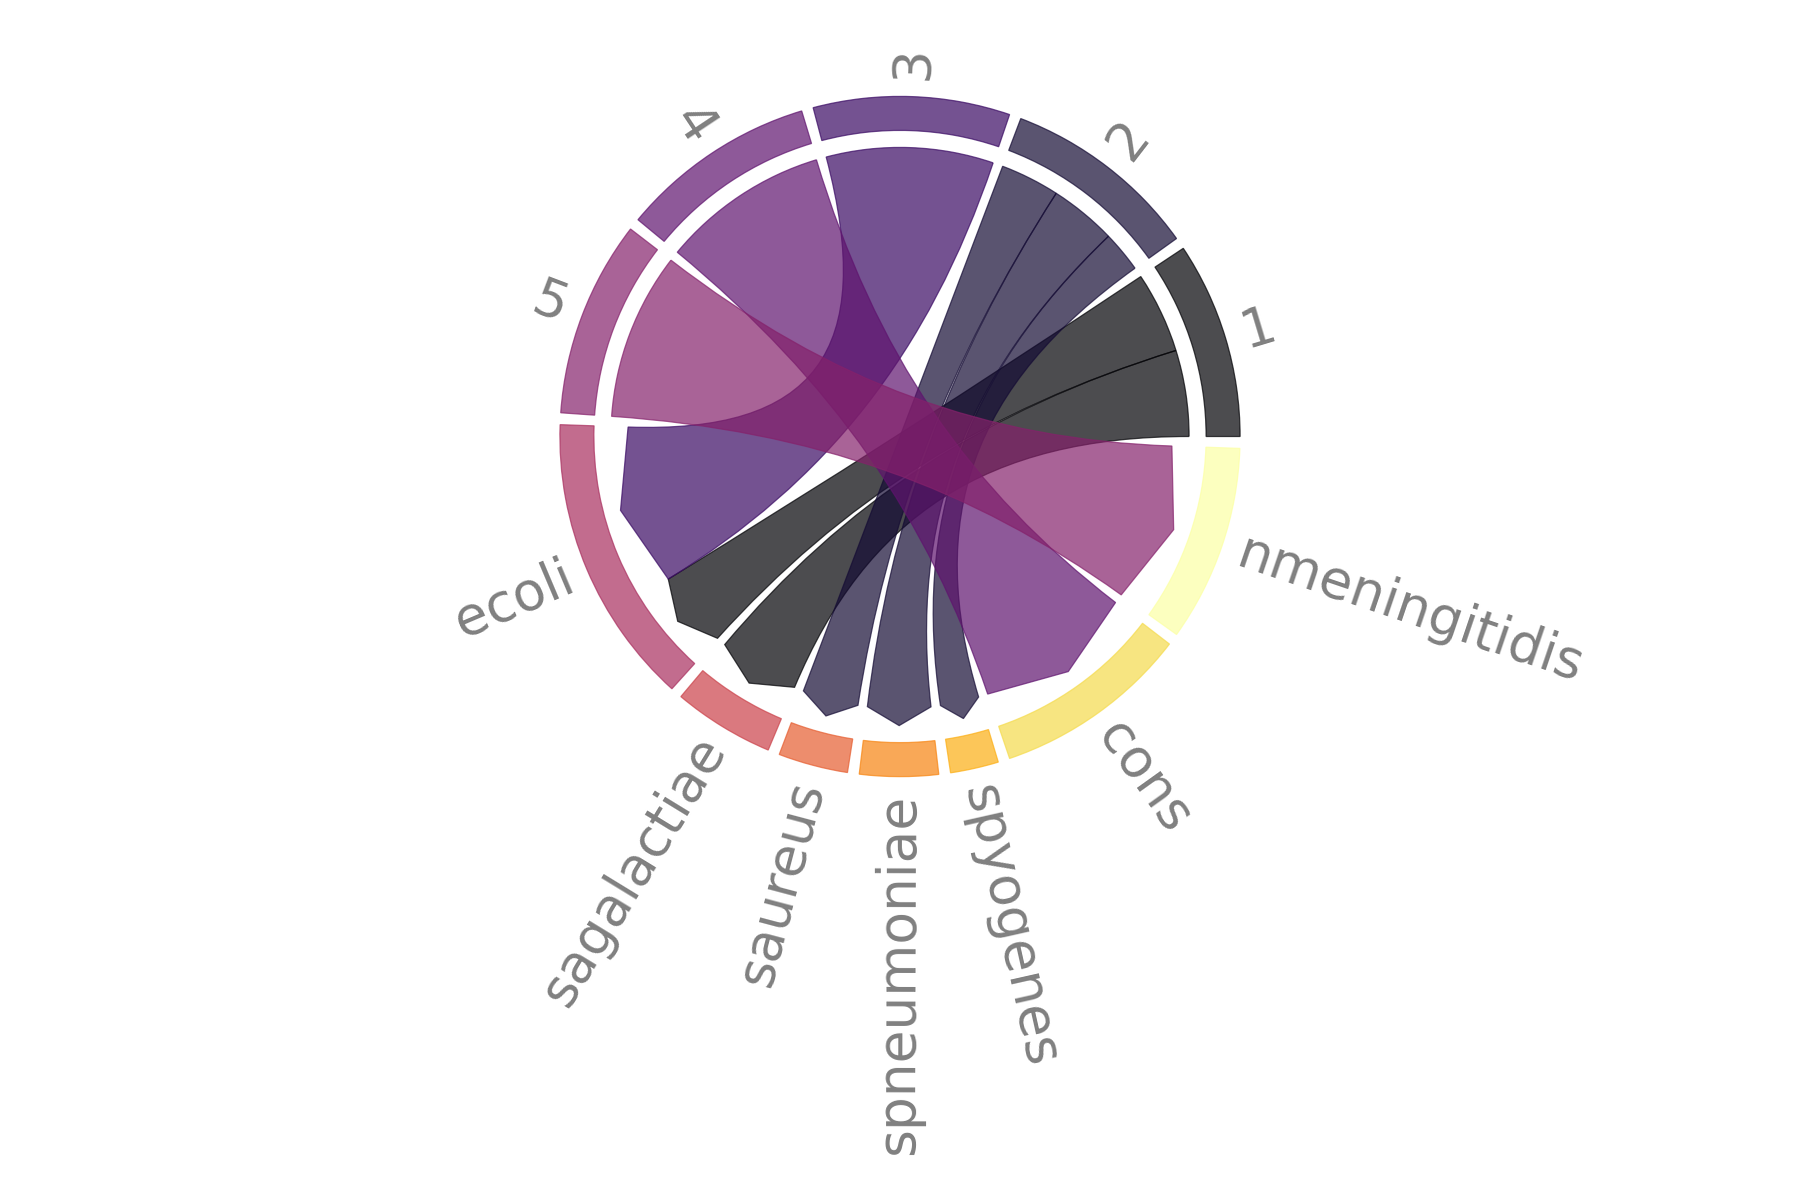 3
4
2
5
1
ecoli
nmeningitidis
sagalactiae
saureus
spneumoniae
spyogenes
cons